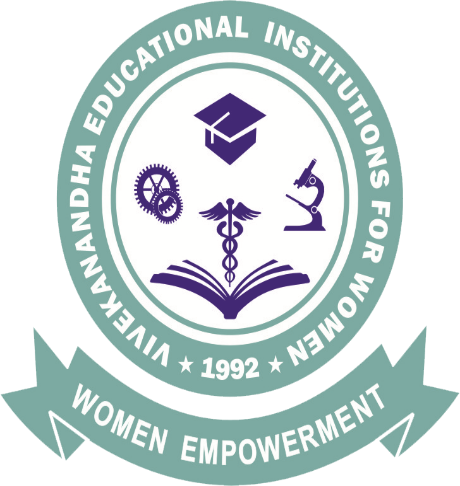 VIVEKANANDHA EDUCATIONAL INSTITUTIONS FOR WOMEN
★ 1992 ★
WOMEN EMPOWERMENT